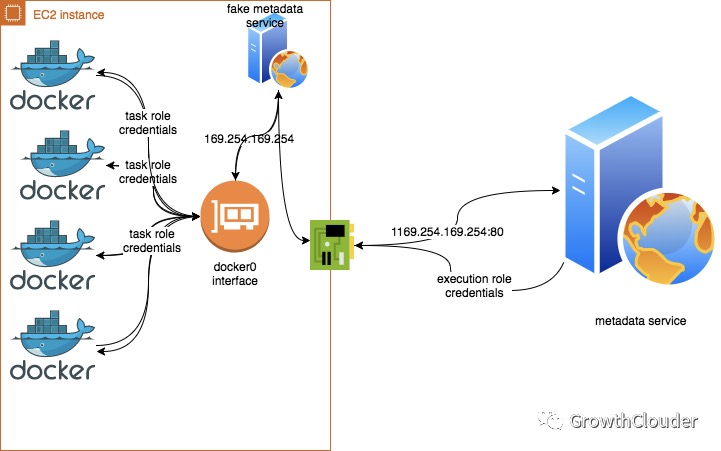 EC2 instance
fake metadata
service
docker
task role
credentials
169.254.169.254
docker
task role
credentials
docker
task role
credentials
docker0
interface
1169.254.169.254:80
execution role
credentials
metadata service
docker
GrowthClouder